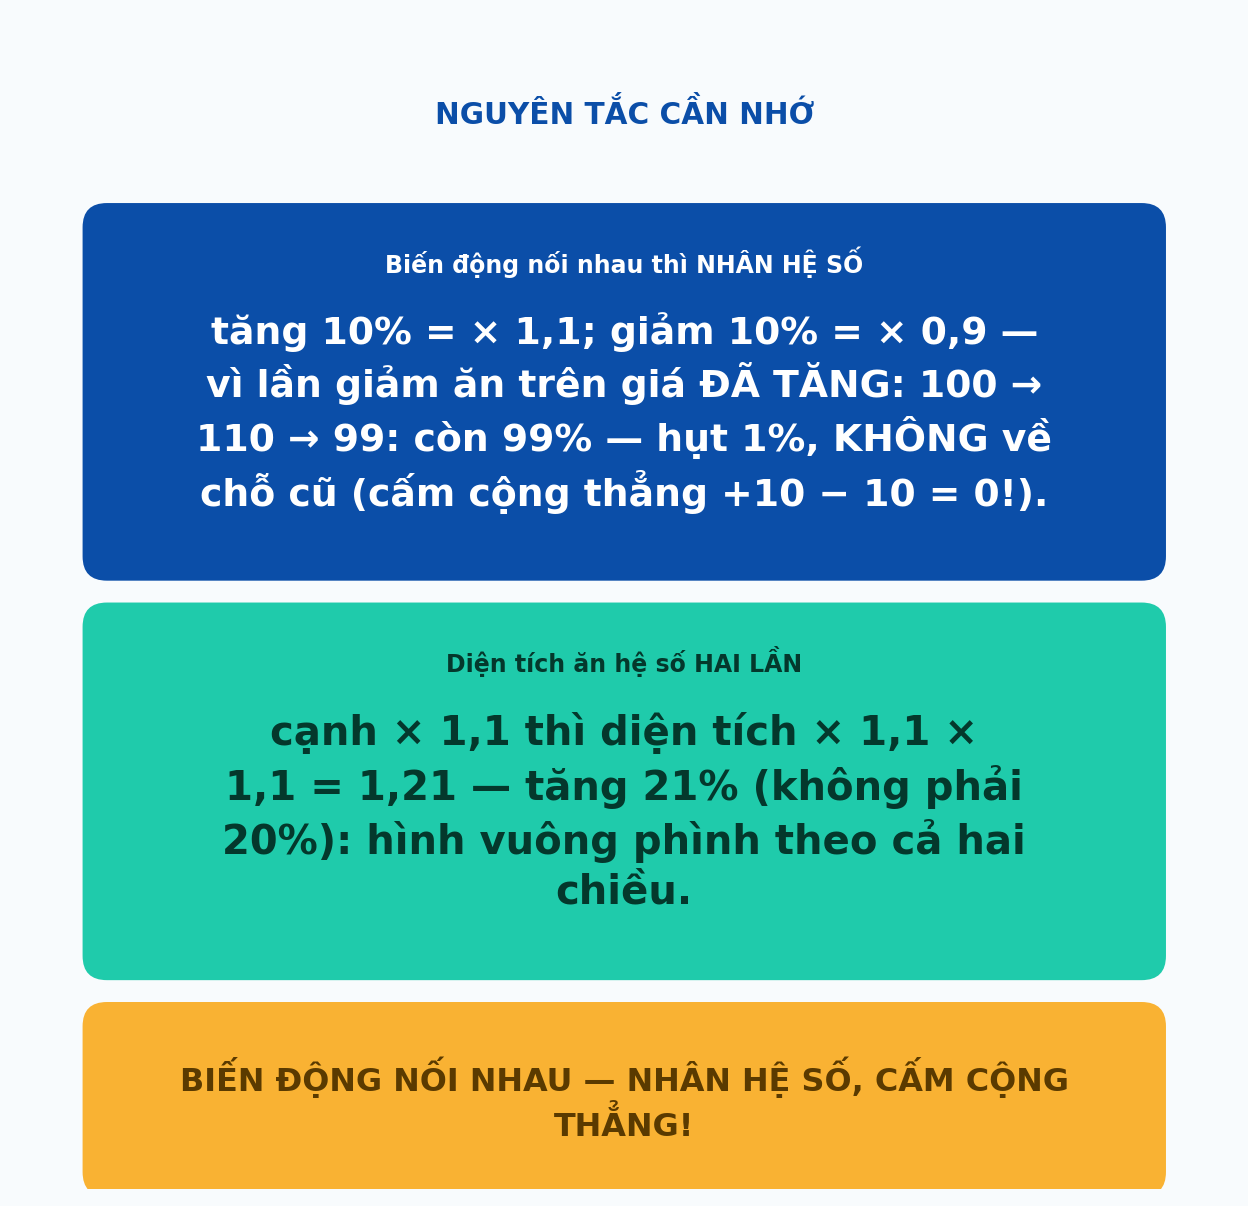 NGUYÊN TẮC CẦN NHỚ
Biến động nối nhau thì NHÂN HỆ SỐ
tăng 10% = × 1,1; giảm 10% = × 0,9 —
vì lần giảm ăn trên giá ĐÃ TĂNG: 100 →
110 → 99: còn 99% — hụt 1%, KHÔNG về
chỗ cũ (cấm cộng thẳng +10 − 10 = 0!).
Diện tích ăn hệ số HAI LẦN
cạnh × 1,1 thì diện tích × 1,1 ×
1,1 = 1,21 — tăng 21% (không phải
20%): hình vuông phình theo cả hai
chiều.
BIẾN ĐỘNG NỐI NHAU — NHÂN HỆ SỐ, CẤM CỘNG
THẲNG!